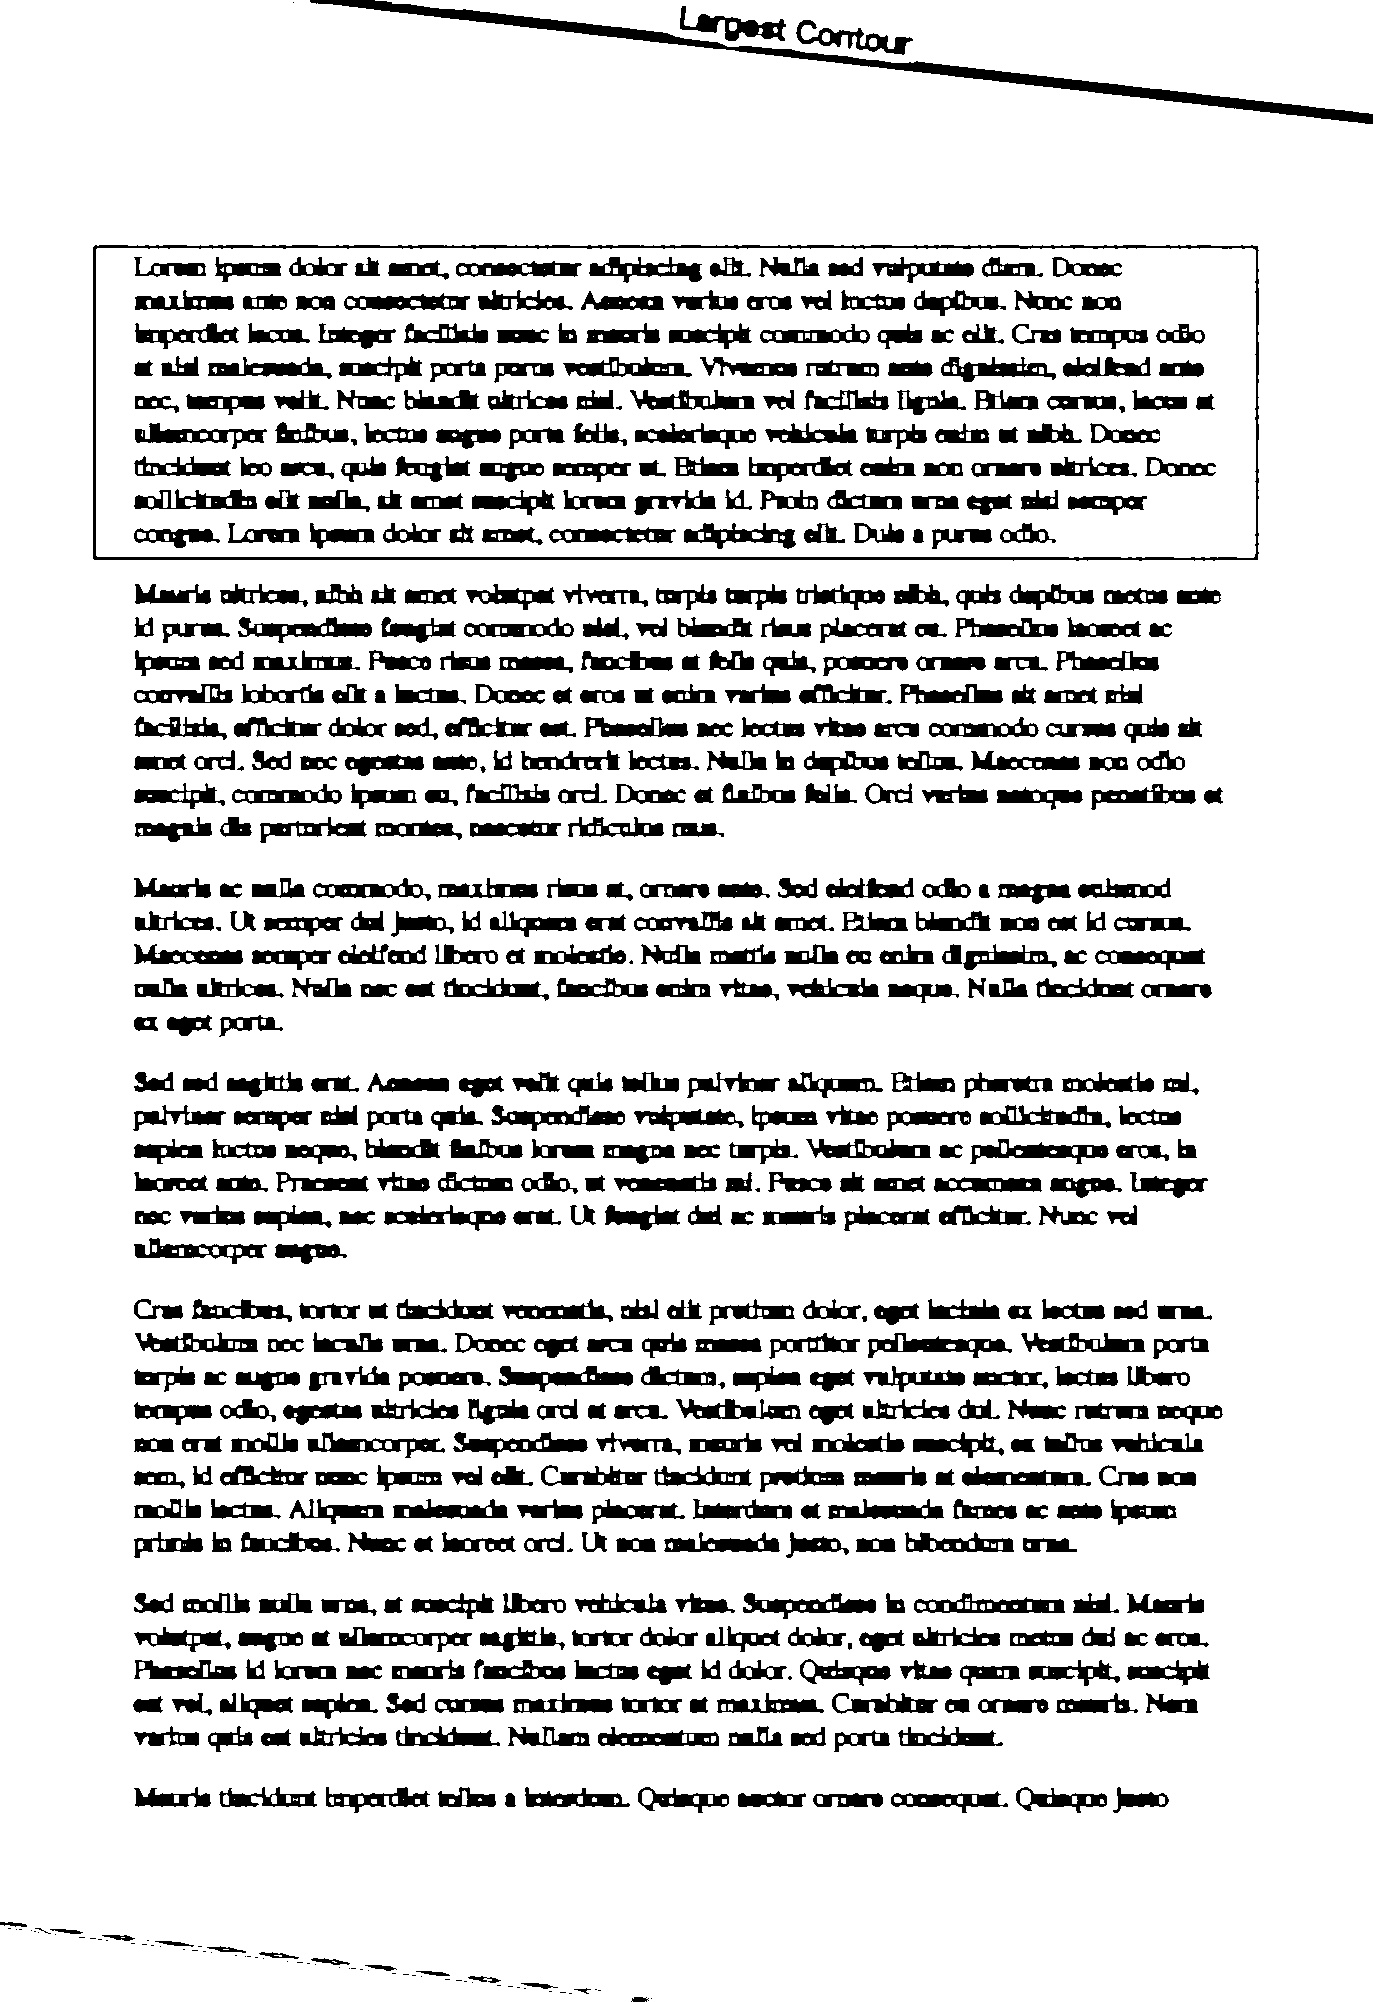 Largest Contour
Lorem ipsum dolor sit amet, consectetur adipiscing elit. Nulla sed vulputate diam. Donec
maximus ante non consectetur ultricies. Aenean varius eros vel luctus dapibus. Nunc non
imperdiet lacus. Integer facilisis nunc in mauris suscipit commodo quis ac elit. Cras tempus odio
at nisl malesuada, suscipit porta purus vestibulum. Vivamus rutrum ante dignissim, eleifend ante
nec, tempus velit. Nunc blandit ultrices nisl. Vestibulum vel facilisis ligula. Etiam cursus, lacus at
ullamcorper finibus, lectus augue porta felis, scelerisque vehicula turpis enim ut nibh. Donec
tincidunt leo arcu, quis feugiat augue semper ut. Etiam imperdiet enim non ornare ultrices. Donec
sollicitudin elit nulla, sit amet suscipit lorem gravida id. Proin dictum urna eget nisl semper
congue. Lorem ipsum dolor sit amet, consectetur adipiscing elit. Duis a purus odio.
Mauris ultrices, nibh sit amet volutpat viverra, turpis turpis tristique nibh, quis dapibus metus ante
id purus. Suspendisse feugiat commodo nisl, vel blandit risus placerat eu. Phasellus laoreet ac
ipsum sed maximus. Fusce risus massa, faucibus at felis quis, posuere ornare arcu. Phasellus
convallis lobortis elit a luctus. Donec et eros ut enim varius efficitur. Phasellus sit amet nisl
facilisis, efficitur dolor sed, efficitur est. Phasellus nec lectus vitae arcu commodo cursus quis sit
amet orci. Sed nec egestas ante, id hendrerit lectus. Nulla in dapibus tellus. Maecenas non odio
suscipit, commodo ipsum eu, facilisis orci. Donec et finibus felis. Orci varius natoque penatibus et
magnis dis parturient montes, nascetur ridiculus mus.
Mauris ac nulla commodo, maximus risus at, ornare ante. Sed eleifend odio a magna euismod
ultrices. Ut semper dui justo, id aliquam erat convallis sit amet. Etiam blandit non est id cursus.
Maecenas semper eleifend libero et molestie. Nulla mattis nulla eu enim dignissim, ac consequat
nulla ultrices. Nulla nec est tincidunt, faucibus enim vitae, vehicula neque. Nulla tincidunt ornare
ex eget porta.
Sed sed sagittis erat. Aenean eget velit quis tellus pulvinar aliquam. Etiam pharetra molestie mi,
pulvinar semper nisl porta quis. Suspendisse vulputate, ipsum vitae posuere sollicitudin, lectus
sapien luctus neque, blandit finibus lorem magna nec turpis. Vestibulum ac pellentesque eros, in
laoreet ante. Praesent vitae dictum odio, ut venenatis mi. Fusce sit amet accumsan augue. Integer
nec varius sapien, nec scelerisque erat. Ut feugiat dui ac mauris placerat efficitur. Nunc vel
ullamcorper augue.
Cras faucibus, tortor ut tincidunt venenatis, nisl elit pretium dolor, eget lacinia ex lectus sed urna.
Vestibulum nec iaculis urna. Donec eget arcu quis massa porttitor pellentesque. Vestibulum porta
turpis ac augue gravida posuere. Suspendisse dictum, sapien eget vulputate auctor, lectus libero
tempus odio, egestas ultricies ligula orci at arcu. Vestibulum eget ultricies dui. Nunc rutrum neque
non erat mollis ullamcorper. Suspendisse viverra, mauris vel molestie suscipit, ex tellus vehicula
sem, id efficitur nunc ipsum vel elit. Curabitur tincidunt pretium mauris at elementum. Cras non
mollis lectus. Aliquam malesuada varius placerat. Interdum et malesuada fames ac ante ipsum
primis in faucibus. Nunc et laoreet orci. Ut non malesuada justo, non bibendum urna.
Sed mollis nulla urna, at suscipit libero vehicula vitae. Suspendisse in condimentum nisl. Mauris
volutpat, augue at ullamcorper sagittis, tortor dolor aliquet dolor, eget ultricies metus dui ac eros.
Phasellus id lorem nec mauris faucibus luctus eget id dolor. Quisque vitae quam suscipit, suscipit
est vel, aliquet sapien. Sed cursus maximus tortor at maximus. Curabitur eu ornare mauris. Nam
varius quis est ultricies tincidunt. Nullam elementum nulla sed porta tincidunt.
Mauris tincidunt imperdiet tellus a interdum. Quisque auctor ornare consequat. Quisque justo